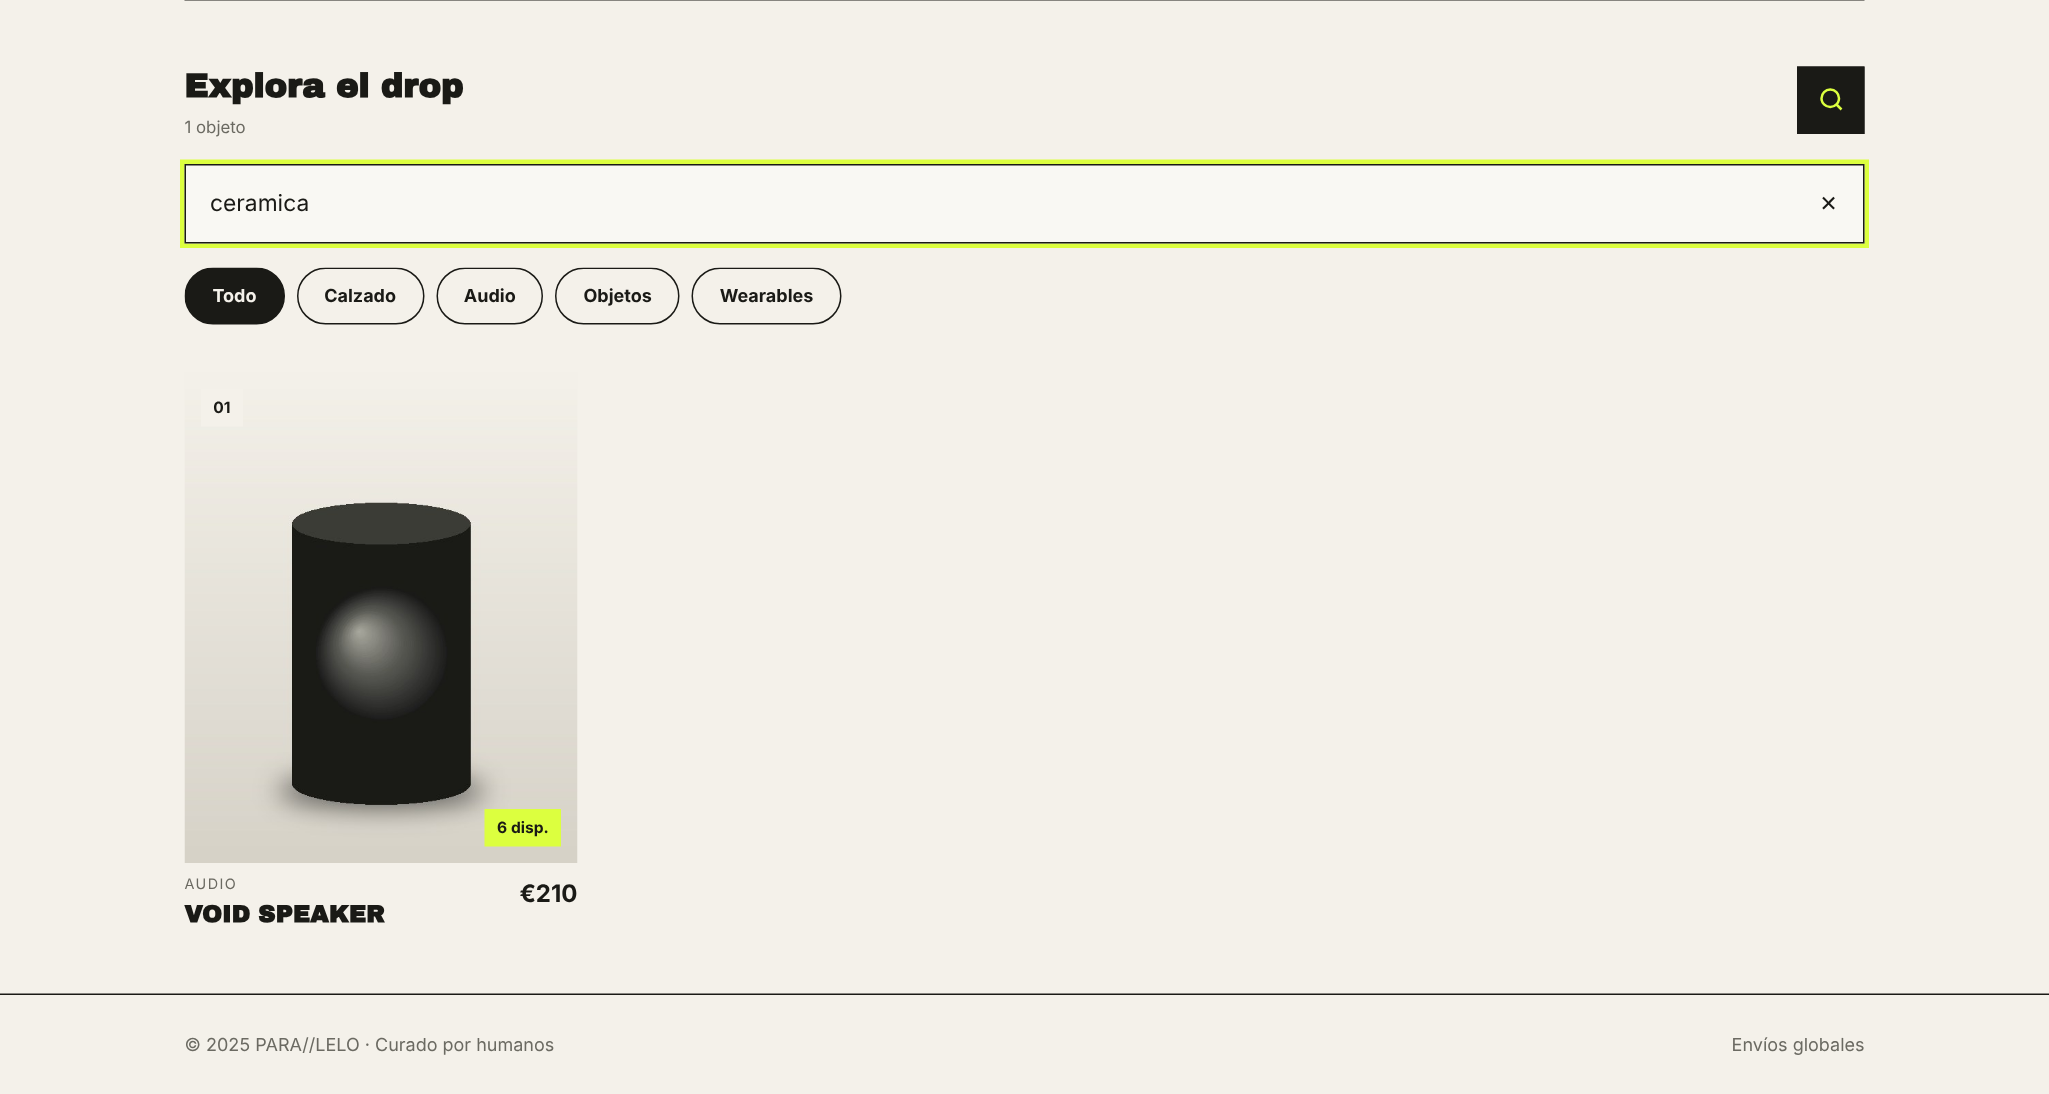 Explora el drop
1 objeto
ceramica
Todo
Calzado
Audio
Objetos
Wearables
01
6 disp.
AUDIO
€210
VOID SPEAKER
© 2025 PARA//LELO · Curado por humanos
Envíos globales